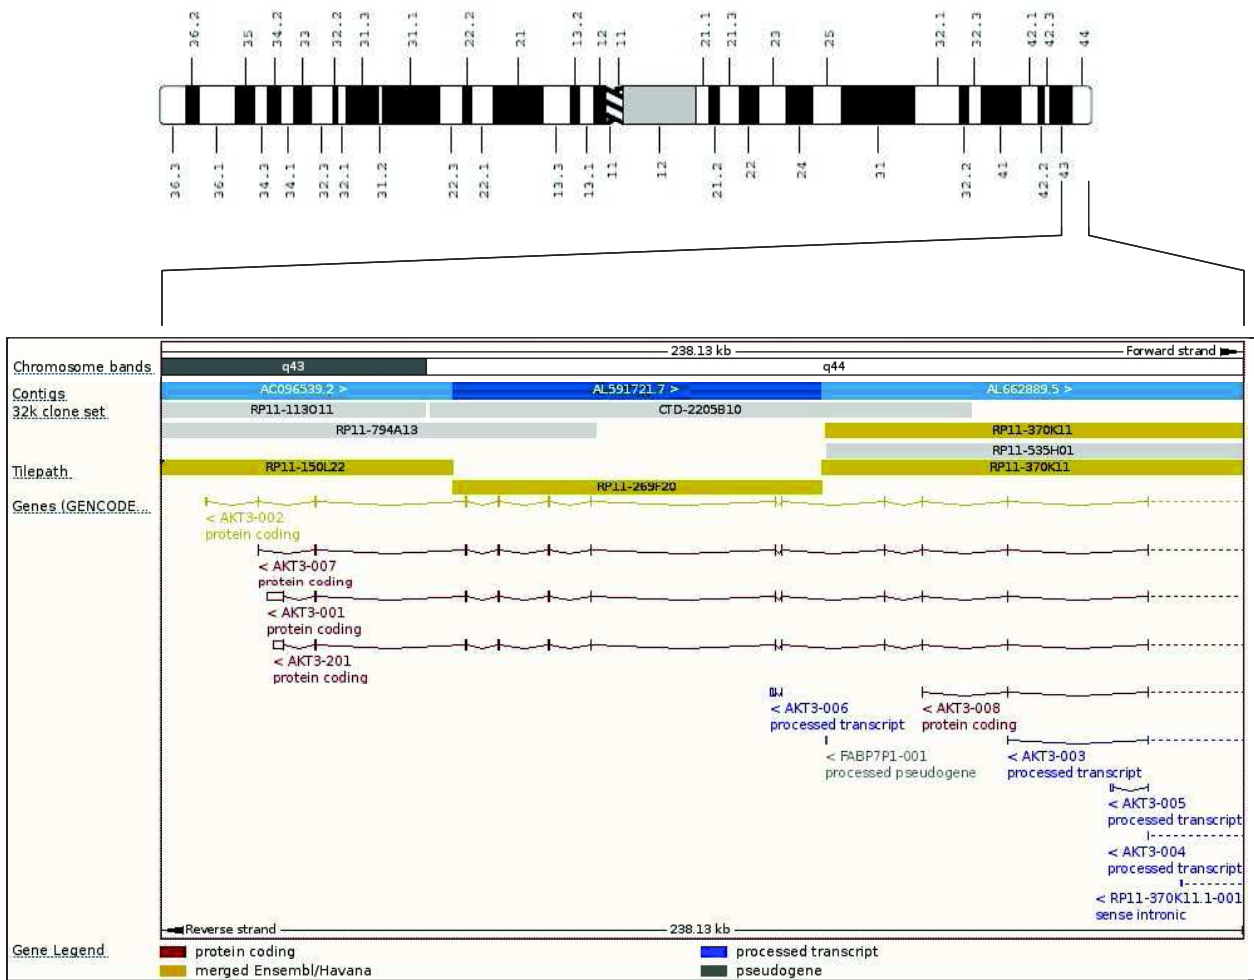 36.2 35 34.2 33 32.2 31.3 31.1 22.2 21 13.2 12 11 21.1 21.3 23 25 32.1 32.3 42.1 42.3 44
36.3 36.1 34.3 34.1 32.3 32.1 31.2 22.3 22.1 13.3 13.1 11 12 21.2 22 24 31 32.2 41 42.2 43
238.13 kb Forward strand
Chromosome bands q43 q44
Contigs AC096539.2 > AL591721.7 > AL662889.5 >
32k clone set RP11-113O11 CTD-2205B10
RP11-794A13 RP11-370K11
RP11-535H01
Tilepath RP11-150L22 RP11-370K11
RP11-269F20
Genes (GENCODE...
< AKT3-002
protein coding
< AKT3-007
protein coding
< AKT3-001
protein coding
< AKT3-201
protein coding
< AKT3-006 < AKT3-008
processed transcript protein coding
< FABP7P1-001 < AKT3-003
processed pseudogene processed transcript
< AKT3-005
processed transcript
< AKT3-004
processed transcript
< RP11-370K11.1-001
sense intronic
Reverse strand 238.13 kb
Gene Legend protein coding processed transcript
merged Ensembl/Havana pseudogene